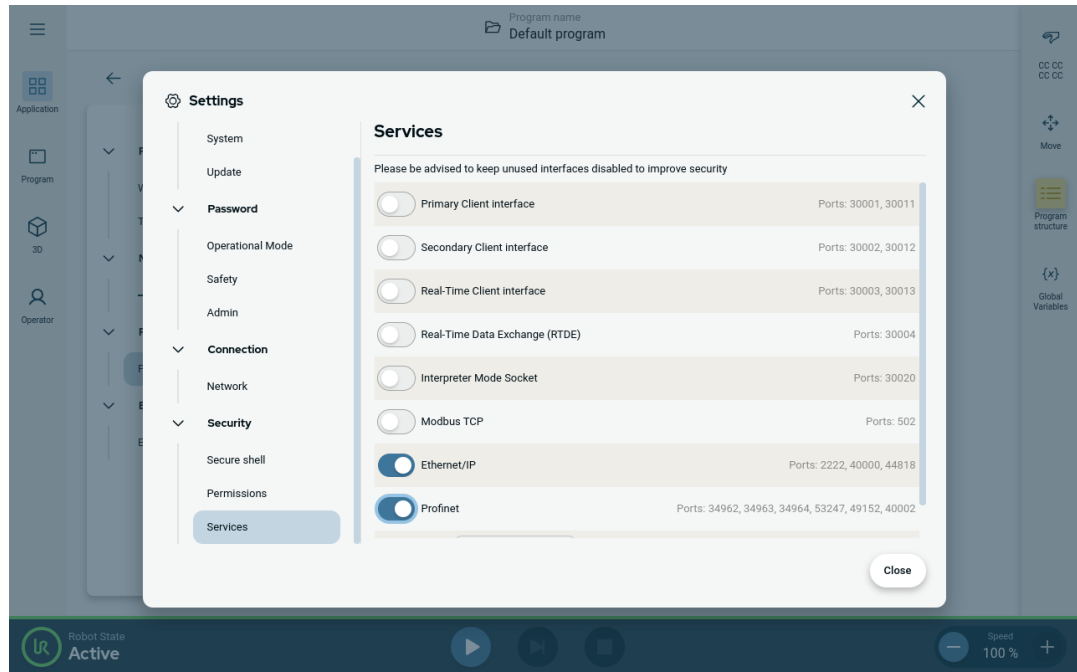 Program name
Default program
Application
Program
3D
Operator
Settings
System
Update
Password
Operational Mode
Safety
Admin
Connection
Network
Security
Secure shell
Permissions
Services
Services
Please be advised to keep unused interfaces disabled to improve security
Primary Client interface Ports: 30001, 30011
Secondary Client interface Ports: 30002, 30012
Real-Time Client interface Ports: 30003, 30013
Real-Time Data Exchange (RTDE) Ports: 30004
Interpreter Mode Socket Ports: 30020
Modbus TCP Ports: 502
Ethernet/IP Ports: 2222, 40000, 44818
Profinet Ports: 34962, 34963, 34964, 53247, 49152, 40002
Close
CC CC
CC CC
Move
Program
structure
{x}
Global
Variables
UR
Robot State
Active
Speed
100 %